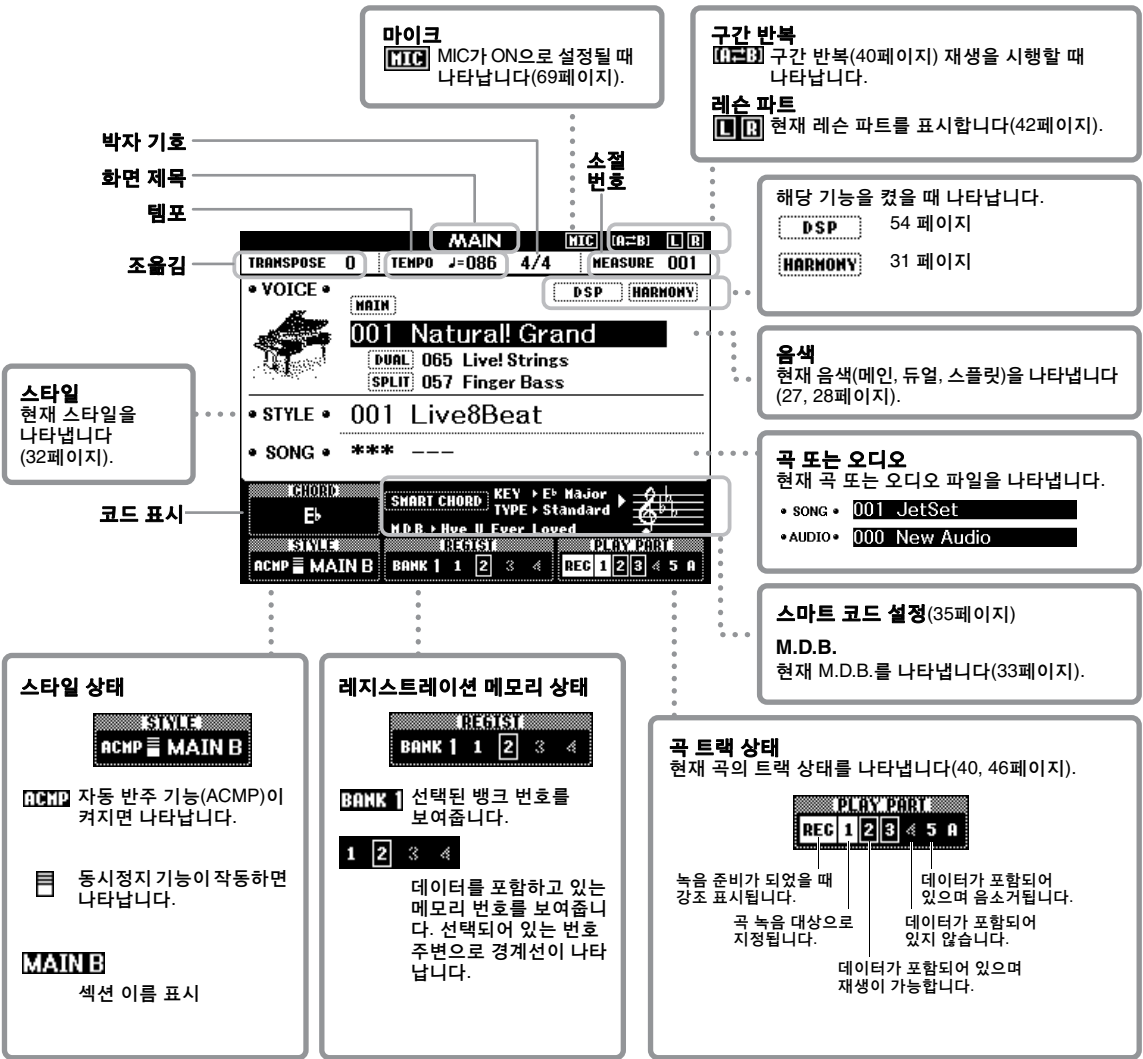 마이크
MIC MIC가 ON으로 설정될 때
나타납니다(69페이지).
구간 반복
[A⇄B] 구간 반복(40페이지) 재생을 시행할 때
나타납니다.
레슨 파트
L R 현재 레슨 파트를 표시합니다(42페이지).
박자 기호
화면 제목
템포
조옮김
소절
번호
해당 기능을 켰을 때 나타납니다.
DSP 54 페이지
HARMONY 31 페이지
MAIN MIC [A⇄B] L R
TRANSPOSE 0 TEMPO ♩=086 4/4 MEASURE 001
• VOICE • DSP HARMONY
MAIN
001 Natural! Grand
DUAL 065 Live! Strings
SPLIT 057 Finger Bass
• STYLE • 001 Live8Beat
• SONG • *** ---
CHORD
E♭
SMART CHORD KEY ▸ E♭ Major
TYPE ▸ Standard
M.D.B ▸ Hve U Ever Loved
STYLE REGIST PLAY PART
ACMP MAIN B BANK 1 1 2 3 4 REC 1 2 3 4 5 A
스타일
현재 스타일을
나타냅니다
(32페이지).
코드 표시
음색
현재 음색(메인, 듀얼, 스플릿)을 나타냅니다
(27, 28페이지).
곡 또는 오디오
현재 곡 또는 오디오 파일을 나타냅니다.
• SONG • 001 JetSet
• AUDIO • 000 New Audio
스마트 코드 설정(35페이지)
M.D.B.
현재 M.D.B.를 나타냅니다(33페이지).
스타일 상태
STYLE
ACMP MAIN B
ACMP 자동 반주 기능(ACMP)이
켜지면 나타납니다.
동시정지 기능이 작동하면
나타납니다.
MAIN B
섹션 이름 표시
레지스트레이션 메모리 상태
REGIST
BANK 1 1 2 3 4
BANK 1 선택된 뱅크 번호를
보여줍니다.
1 2 3 4
데이터를 포함하고 있는
메모리 번호를 보여줍니
다. 선택되어 있는 번호
주변으로 경계선이 나타
납니다.
곡 트랙 상태
현재 곡의 트랙 상태를 나타냅니다(40, 46페이지).
PLAY PART
REC 1 2 3 4 5 A
녹음 준비가 되었을 때
강조 표시됩니다.
곡 녹음 대상으로
지정됩니다.
데이터가 포함되어 있으며
재생이 가능합니다.
데이터가 포함되어
있지 않습니다.
데이터가 포함되어
있으며 음소거됩니다.